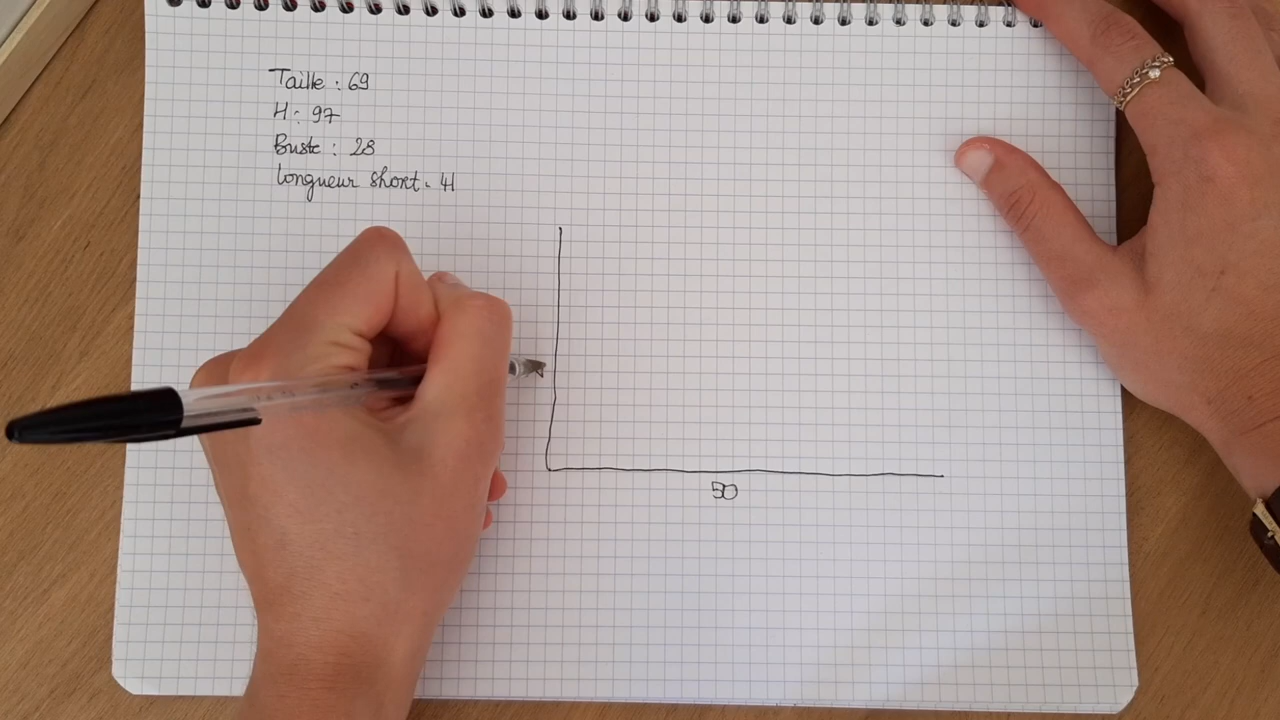 Taille : 69
H : 97
Buste : 28
longueur short. 41
50